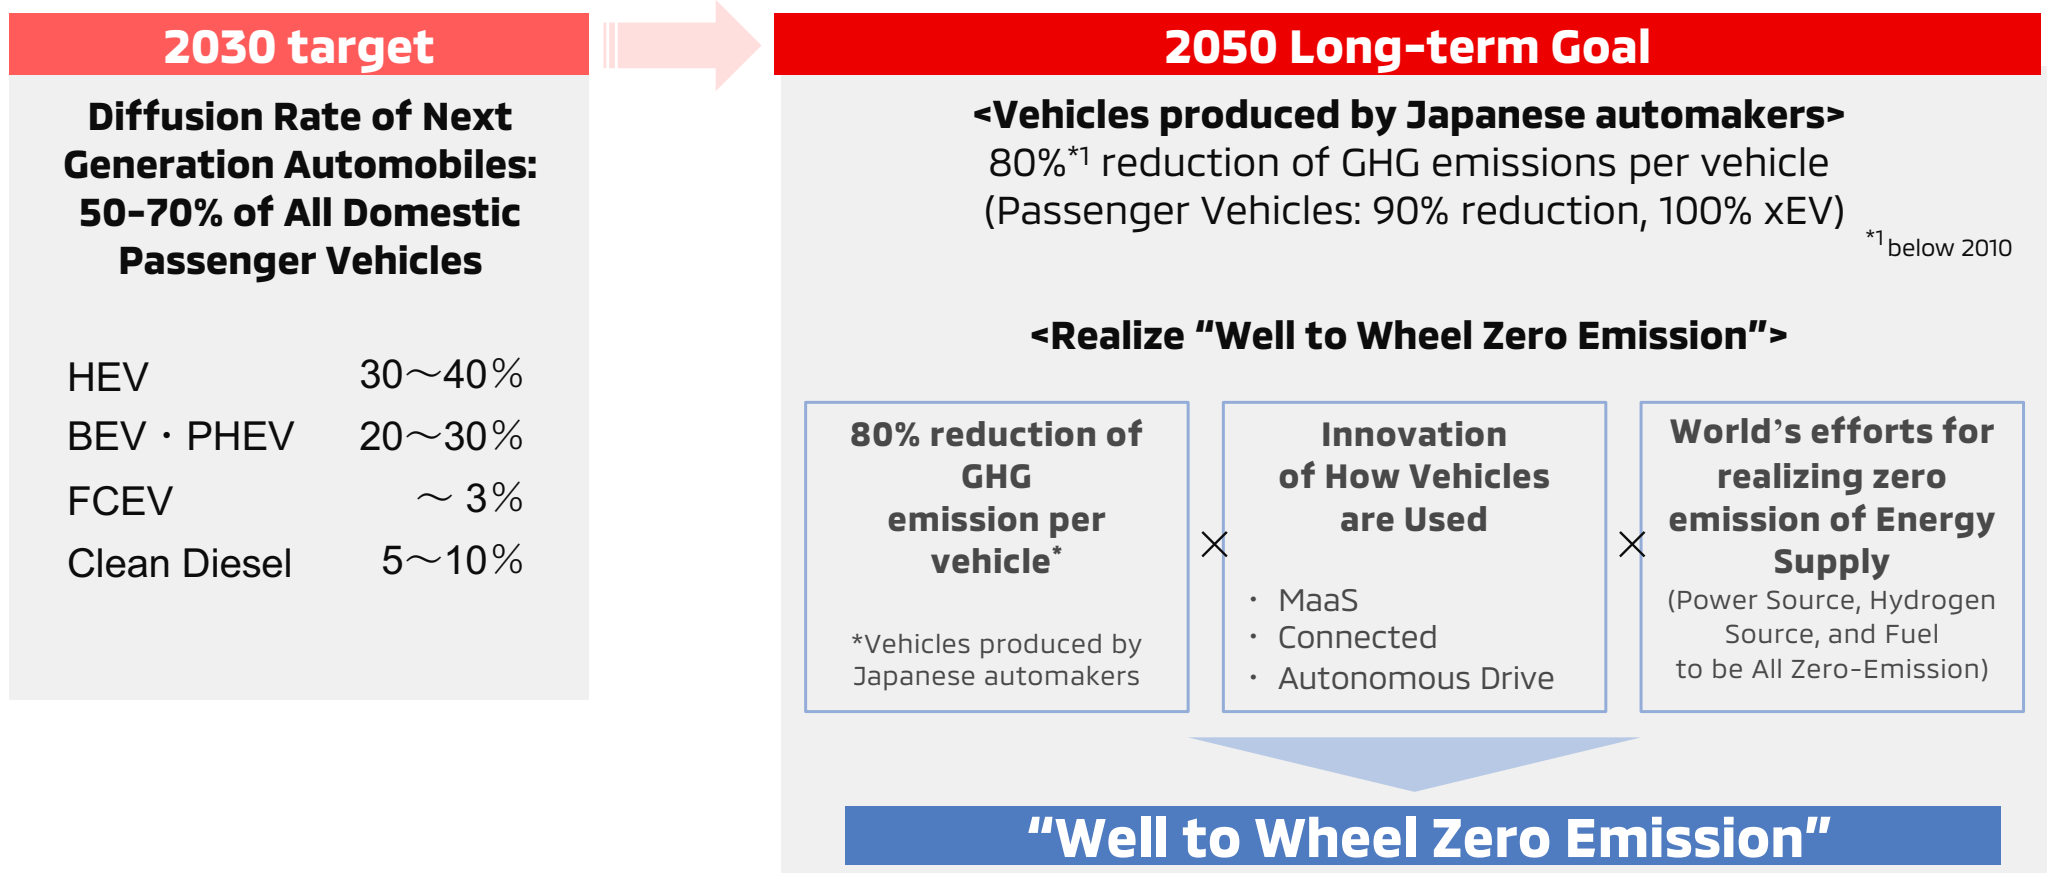 2030 target
Diffusion Rate of Next
Generation Automobiles:
50-70% of All Domestic
Passenger Vehicles
HEV 30～40％
BEV・PHEV 20～30％
FCEV ～ 3％
Clean Diesel 5～10％
2050 Long-term Goal
<Vehicles produced by Japanese automakers>
80%*1 reduction of GHG emissions per vehicle
(Passenger Vehicles: 90% reduction, 100% xEV)
*1 below 2010
<Realize “Well to Wheel Zero Emission”>
80% reduction of
GHG
emission per
vehicle*
*Vehicles produced by
Japanese automakers
×
Innovation
of How Vehicles
are Used
・ MaaS
・ Connected
・ Autonomous Drive
×
World’s efforts for
realizing zero
emission of Energy
Supply
(Power Source, Hydrogen
Source, and Fuel
to be All Zero-Emission)
“Well to Wheel Zero Emission”